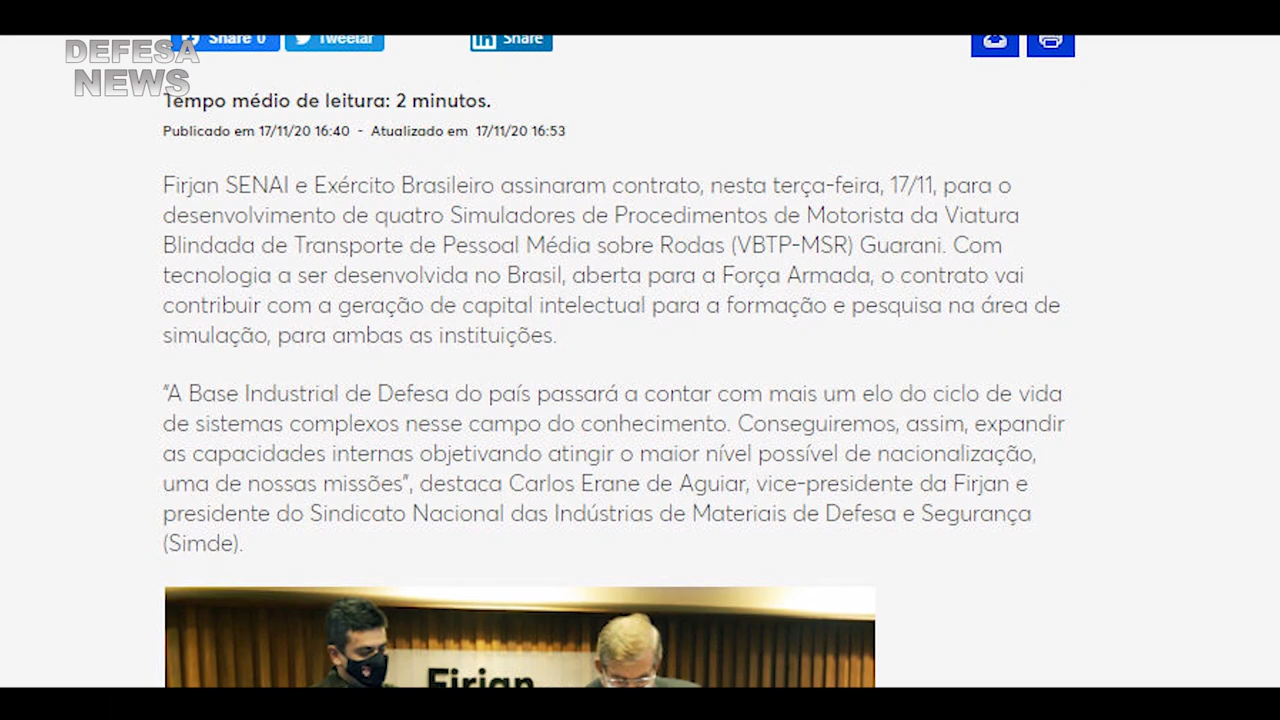 DEFESA
NEWS
Share 0
Tweetar
Share
Tempo médio de leitura: 2 minutos.
Publicado em 17/11/20 16:40 - Atualizado em 17/11/20 16:53
Firjan SENAI e Exército Brasileiro assinaram contrato, nesta terça-feira, 17/11, para o
desenvolvimento de quatro Simuladores de Procedimentos de Motorista da Viatura
Blindada de Transporte de Pessoal Média sobre Rodas (VBTP-MSR) Guarani. Com
tecnologia a ser desenvolvida no Brasil, aberta para a Força Armada, o contrato vai
contribuir com a geração de capital intelectual para a formação e pesquisa na área de
simulação, para ambas as instituições.
“A Base Industrial de Defesa do país passará a contar com mais um elo do ciclo de vida
de sistemas complexos nesse campo do conhecimento. Conseguiremos, assim, expandir
as capacidades internas objetivando atingir o maior nível possível de nacionalização,
uma de nossas missões”, destaca Carlos Erane de Aguiar, vice-presidente da Firjan e
presidente do Sindicato Nacional das Indústrias de Materiais de Defesa e Segurança
(Simde).
Firjan